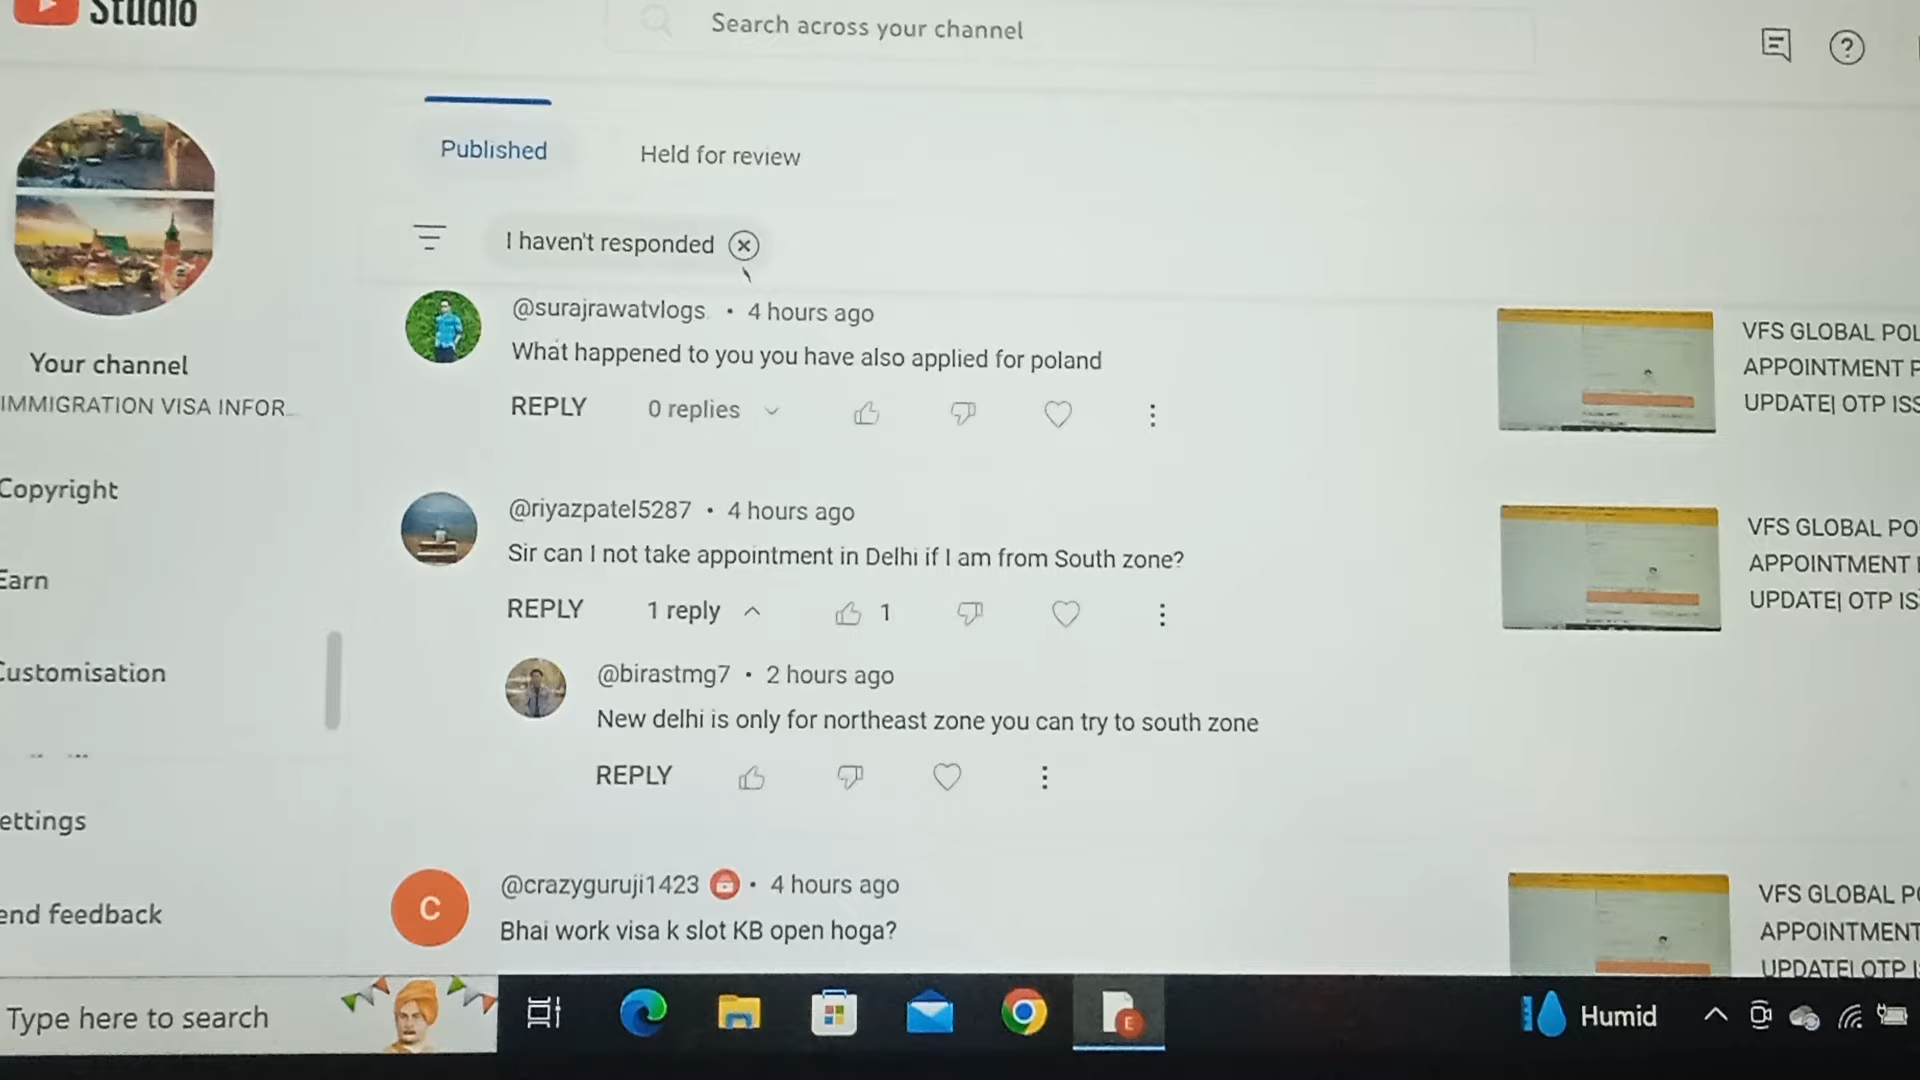 Studio
Search across your channel
Published
Held for review
I haven't responded
Your channel
IMMIGRATION VISA INFOR...
Copyright
Earn
Customisation
ettings
end feedback
@surajrawatvlogs • 4 hours ago
What happened to you you have also applied for poland
REPLY 0 replies
VFS GLOBAL POL
APPOINTMENT P
UPDATE| OTP ISS
@riyazpatel5287 • 4 hours ago
Sir can I not take appointment in Delhi if I am from South zone?
REPLY 1 reply 1
VFS GLOBAL PO
APPOINTMENT
UPDATE| OTP IS
@birastmg7 • 2 hours ago
New delhi is only for northeast zone you can try to south zone
REPLY
C
@crazyguruji1423 • 4 hours ago
Bhai work visa k slot KB open hoga?
VFS GLOBAL PO
APPOINTMENT
UPDATE| OTP I
Type here to search
E
Humid